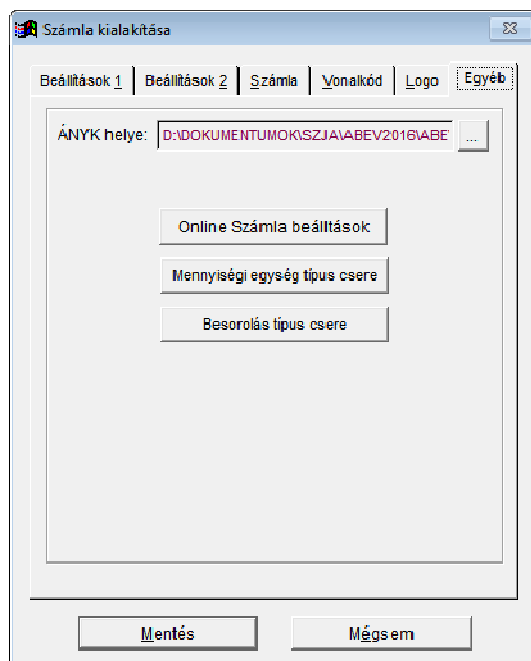 Számla kialakítása
Beállítások 1 Beállítások 2 Számla Vonalkód Logo Egyéb
ÁNYK helye: D:\DOKUMENTUMOK\SZJA\ABEV2016\ABE ...
Online Számla beállítások
Mennyiségi egység típus csere
Besorolás típus csere
Mentés Mégsem